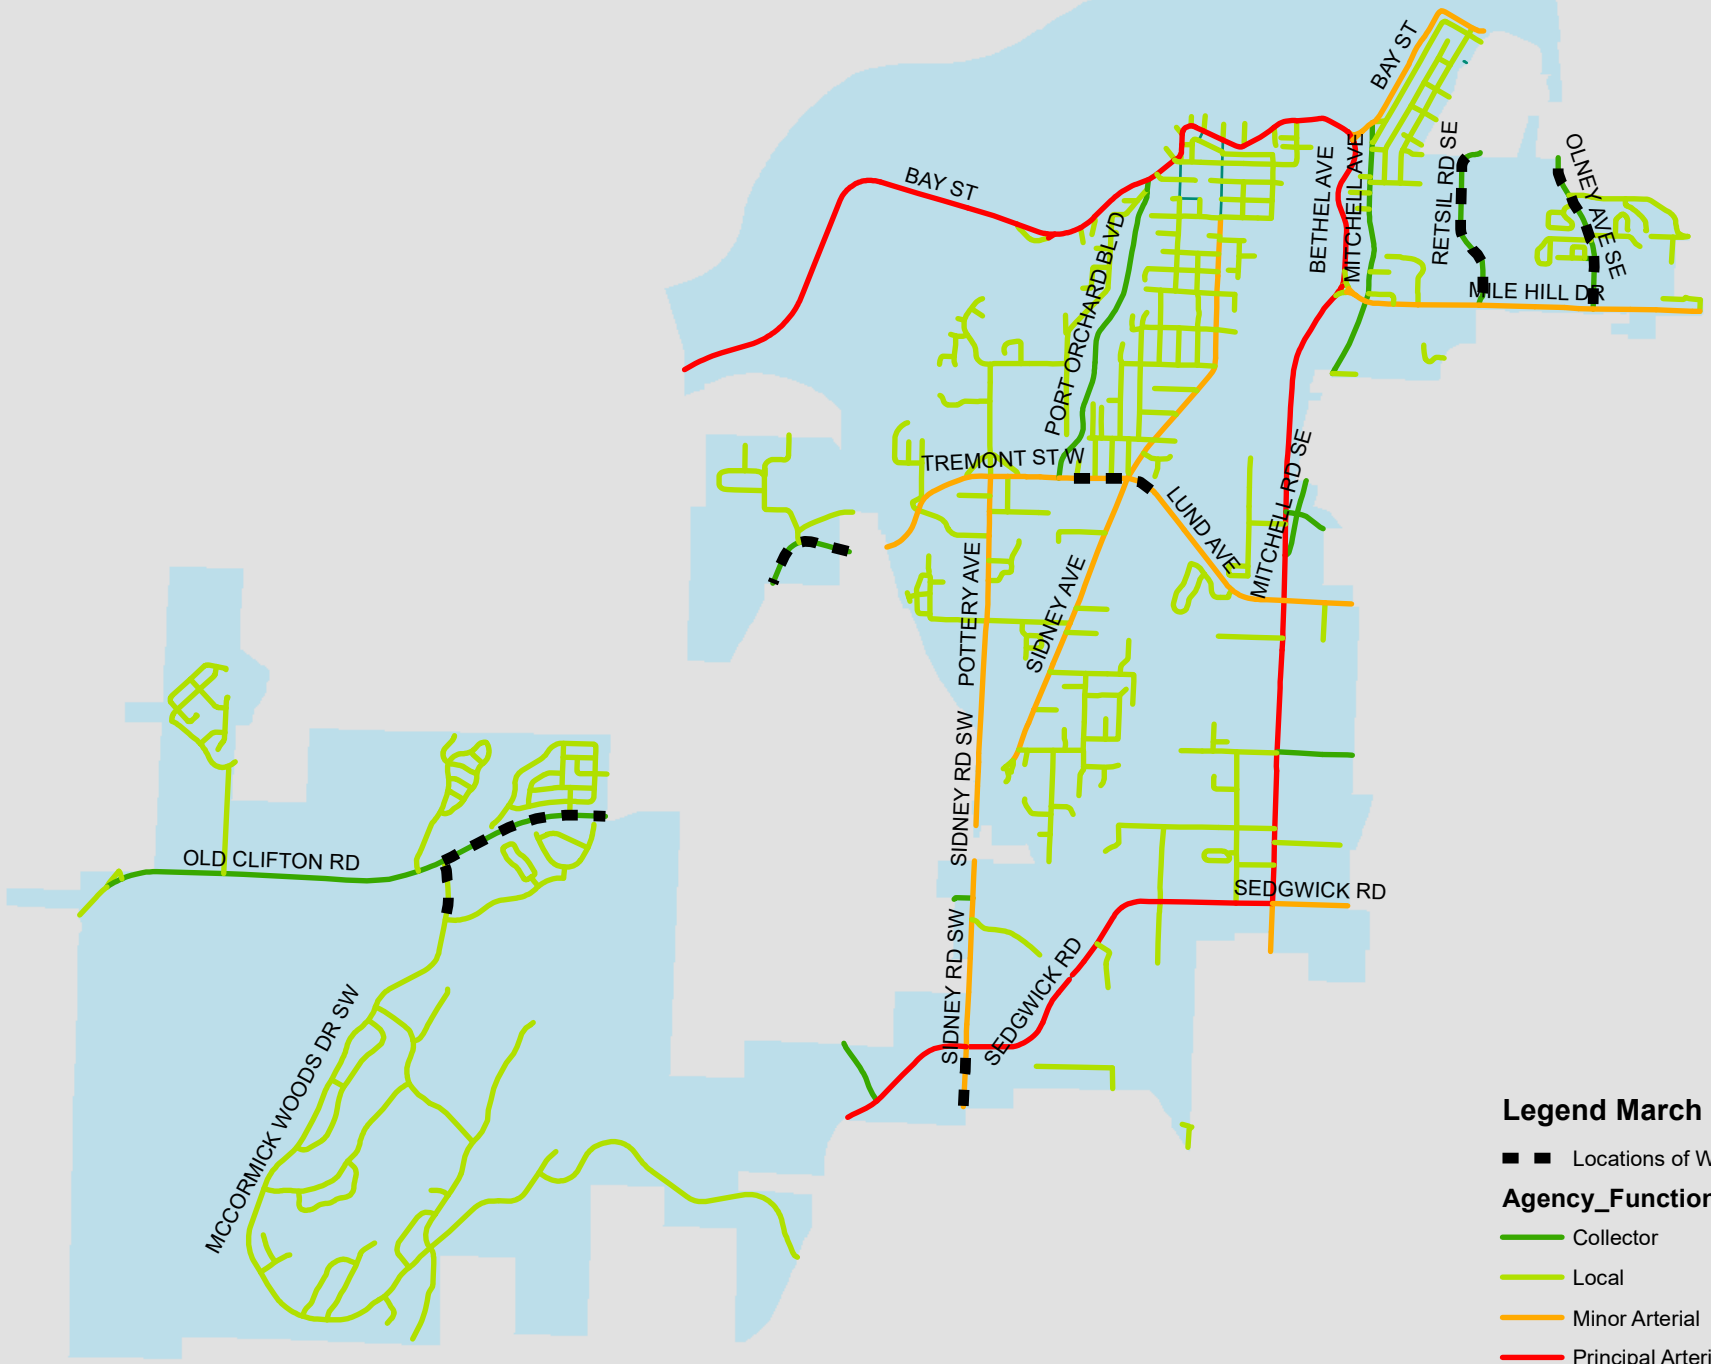 BAY ST
BAY ST
RETSIL RD SE
OLNEY AVE SE
BETHEL AVE
MITCHELL AVE
PORT ORCHARD BLVD
MILE HILL DR
TREMONT ST W
LUND AVE
MITCHELL RD SE
POTTERY AVE
SIDNEY AVE
SIDNEY RD SW
OLD CLIFTON RD
SEDGWICK RD
SIDNEY RD SW
SEDGWICK RD
MCCORMICK WOODS DR SW
Legend March
Locations of W
Agency_Function
Collector
Local
Minor Arterial
Principal Arteri